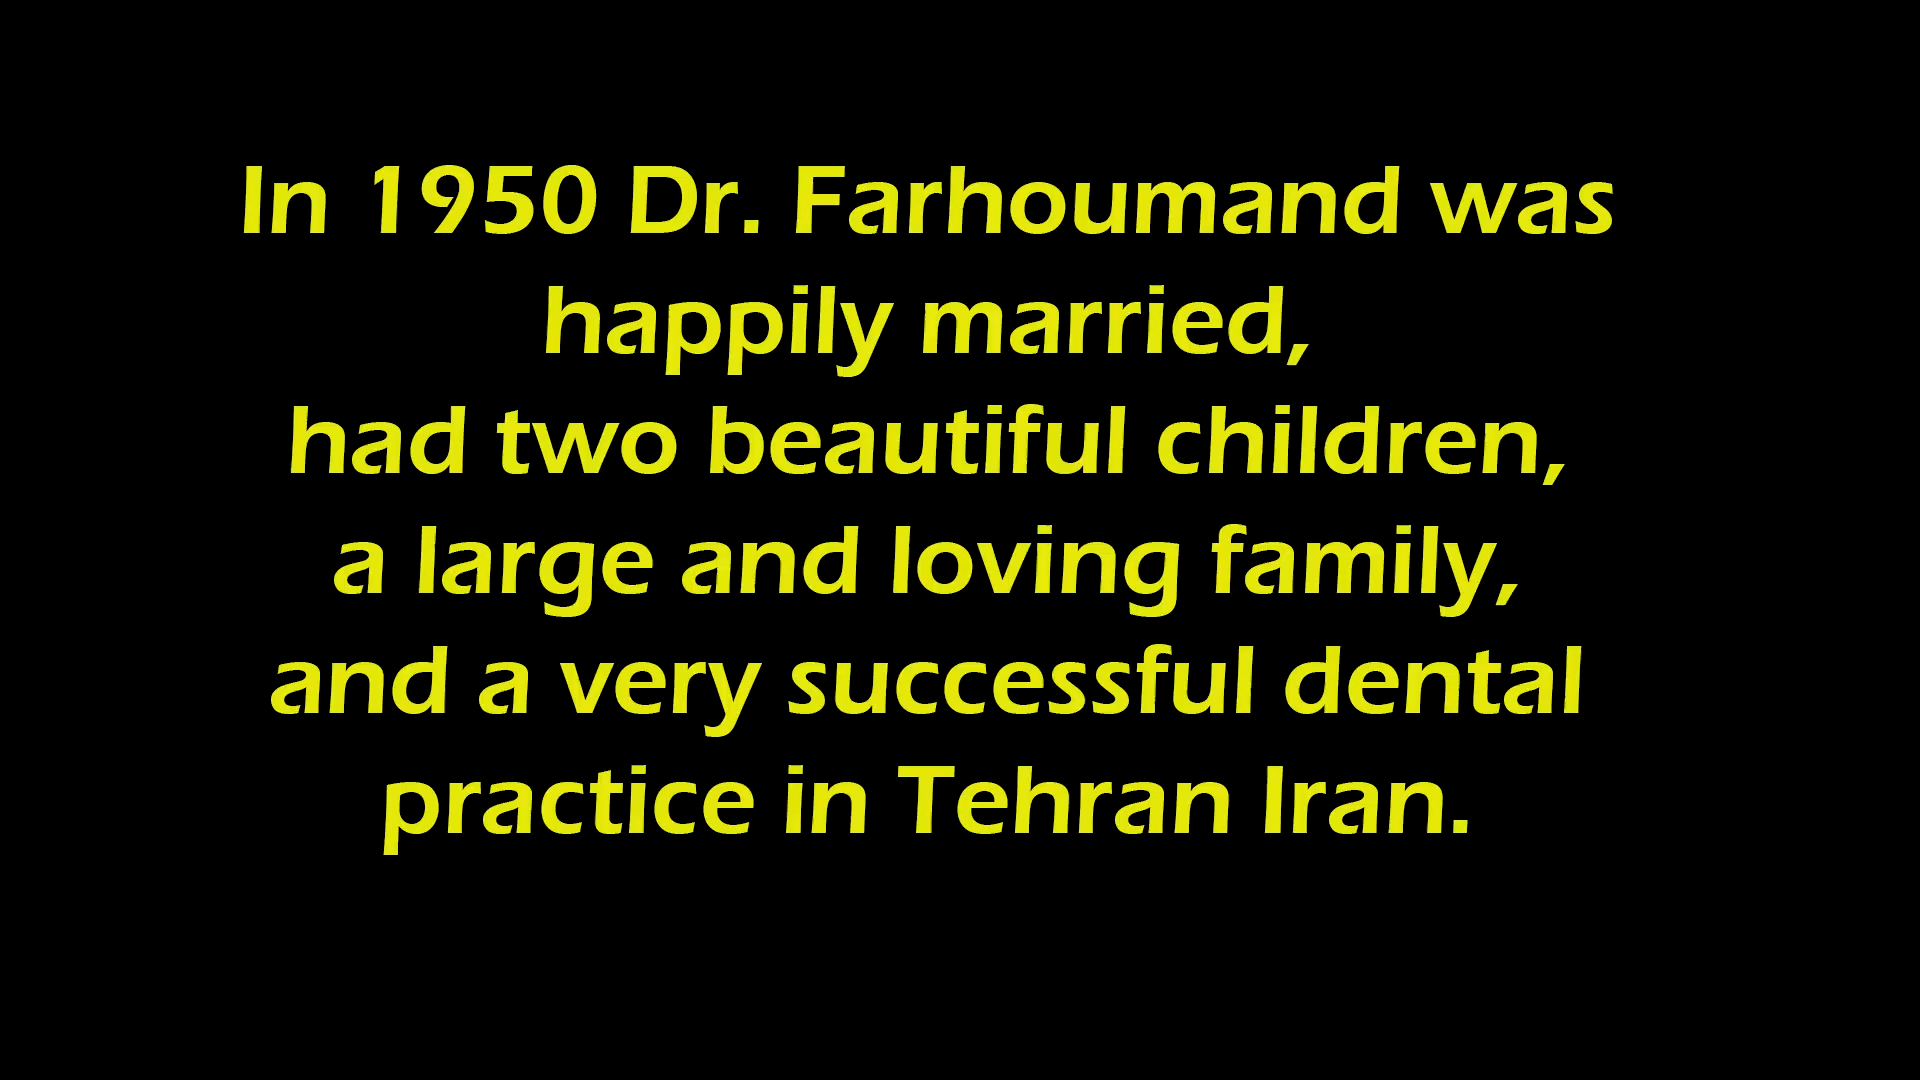 In 1950 Dr. Farhoumand was
happily married,
had two beautiful children,
a large and loving family,
and a very successful dental
practice in Tehran Iran.